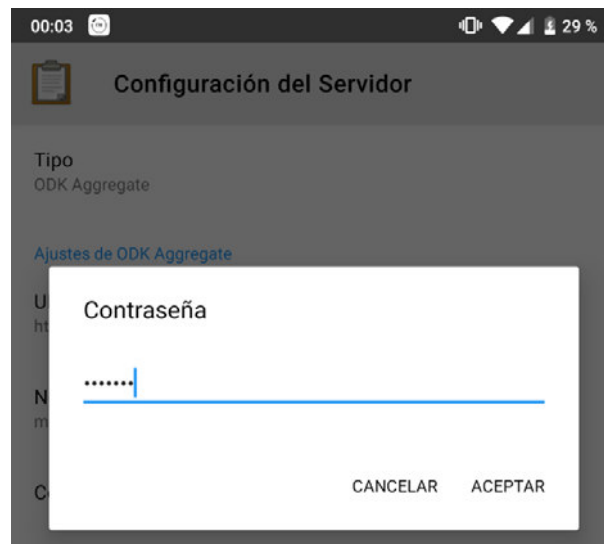 00:03 29 %
Configuración del Servidor
Tipo
ODK Aggregate
Ajustes de ODK Aggregate
Contraseña
•••••••
CANCELAR ACEPTAR